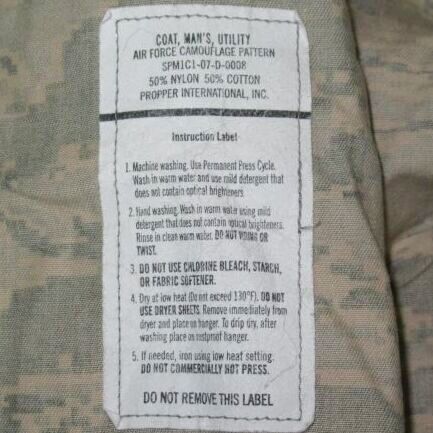 COAT, MAN'S, UTILITY
AIR FORCE CAMOUFLAGE PATTERN
SPM1C1-07-D-0008
50% NYLON 50% COTTON
PROPPER INTERNATIONAL, INC.
Instruction Label
1. Machine washing. Use Permanent Press Cycle.
Wash in warm water and use mild detergent that
does not contain optical brighteners.
2. Hand washing. Wash in warm water using mild
detergent that does not contain optical brighteners.
Rinse in clean warm water. DO NOT WRING OR
TWIST.
3. DO NOT USE CHLORINE BLEACH, STARCH,
OR FABRIC SOFTENER.
4. Dry at low heat (Do not exceed 130°F). DO NOT
USE DRYER SHEETS. Remove immediately from
dryer and place on hanger. To drip dry, after
washing place on rustproof hanger.
5. If needed, iron using low heat setting.
DO NOT COMMERCIALLY HOT PRESS.
DO NOT REMOVE THIS LABEL